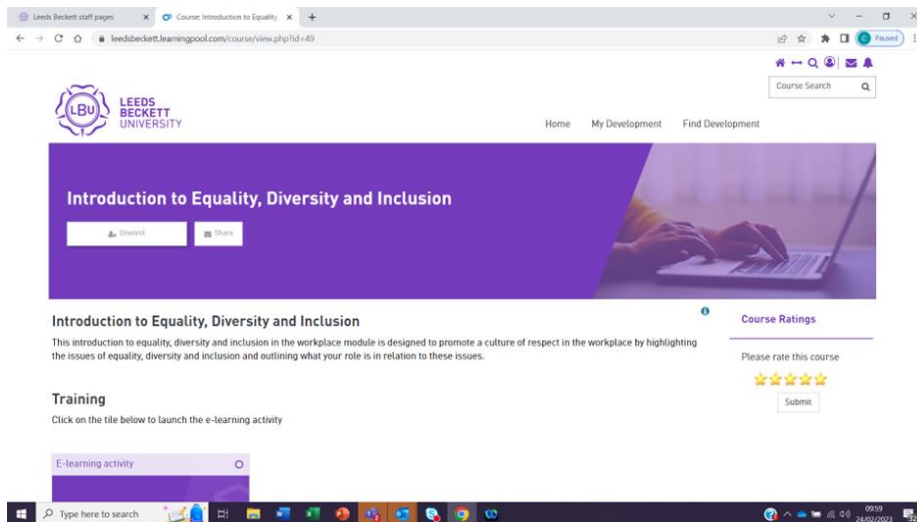 Leeds Beckett staff pages
Course: Introduction to Equality,
leedsbeckett.learningpool.com/course/view.php?id=49
Paused
Course Search
LBU
LEEDS
BECKETT
UNIVERSITY
Home My Development Find Development
Introduction to Equality, Diversity and Inclusion
Unenrol Share
Introduction to Equality, Diversity and Inclusion
This introduction to equality, diversity and inclusion in the workplace module is designed to promote a culture of respect in the workplace by highlighting
the issues of equality, diversity and inclusion and outlining what your role is in relation to these issues.
Course Ratings
Please rate this course
Submit
Training
Click on the tile below to launch the e-learning activity
E-learning activity
Type here to search
09:59
24/02/2023